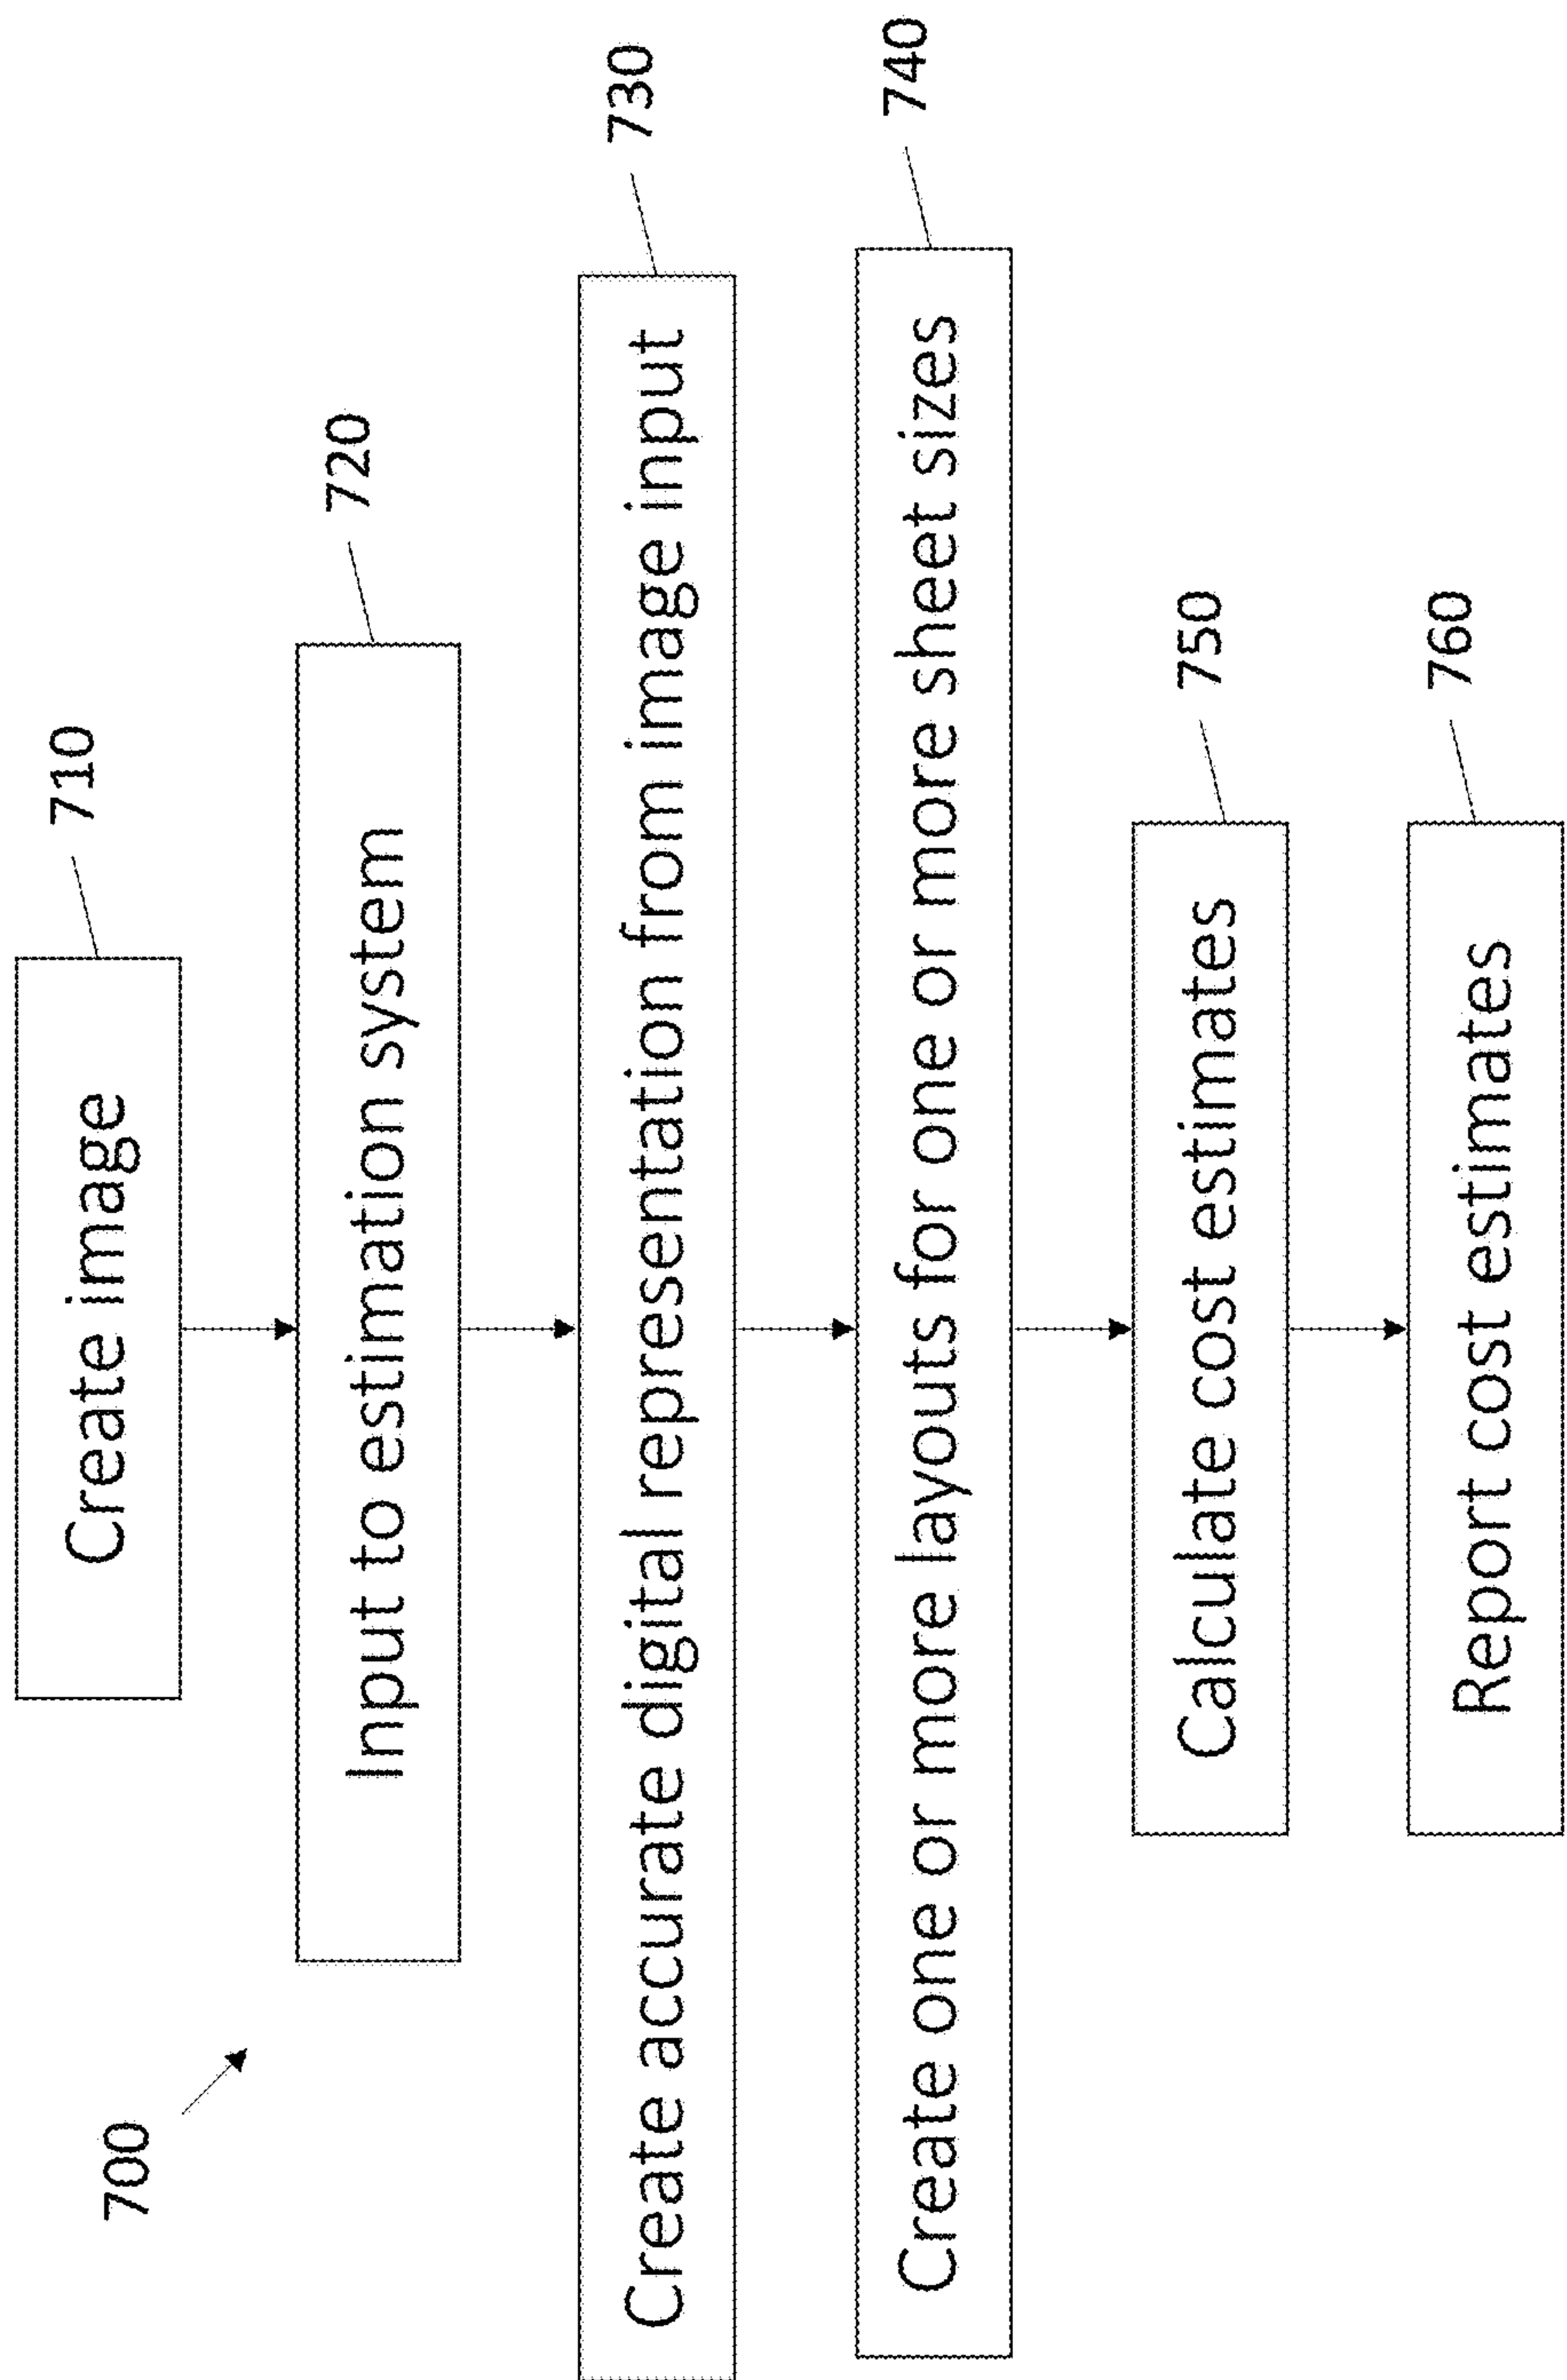 700
Create image
710
Input to estimation system
720
Create accurate digital representation from image input
730
Create one or more layouts for one or more sheet sizes
740
Calculate cost estimates
750
Report cost estimates
760